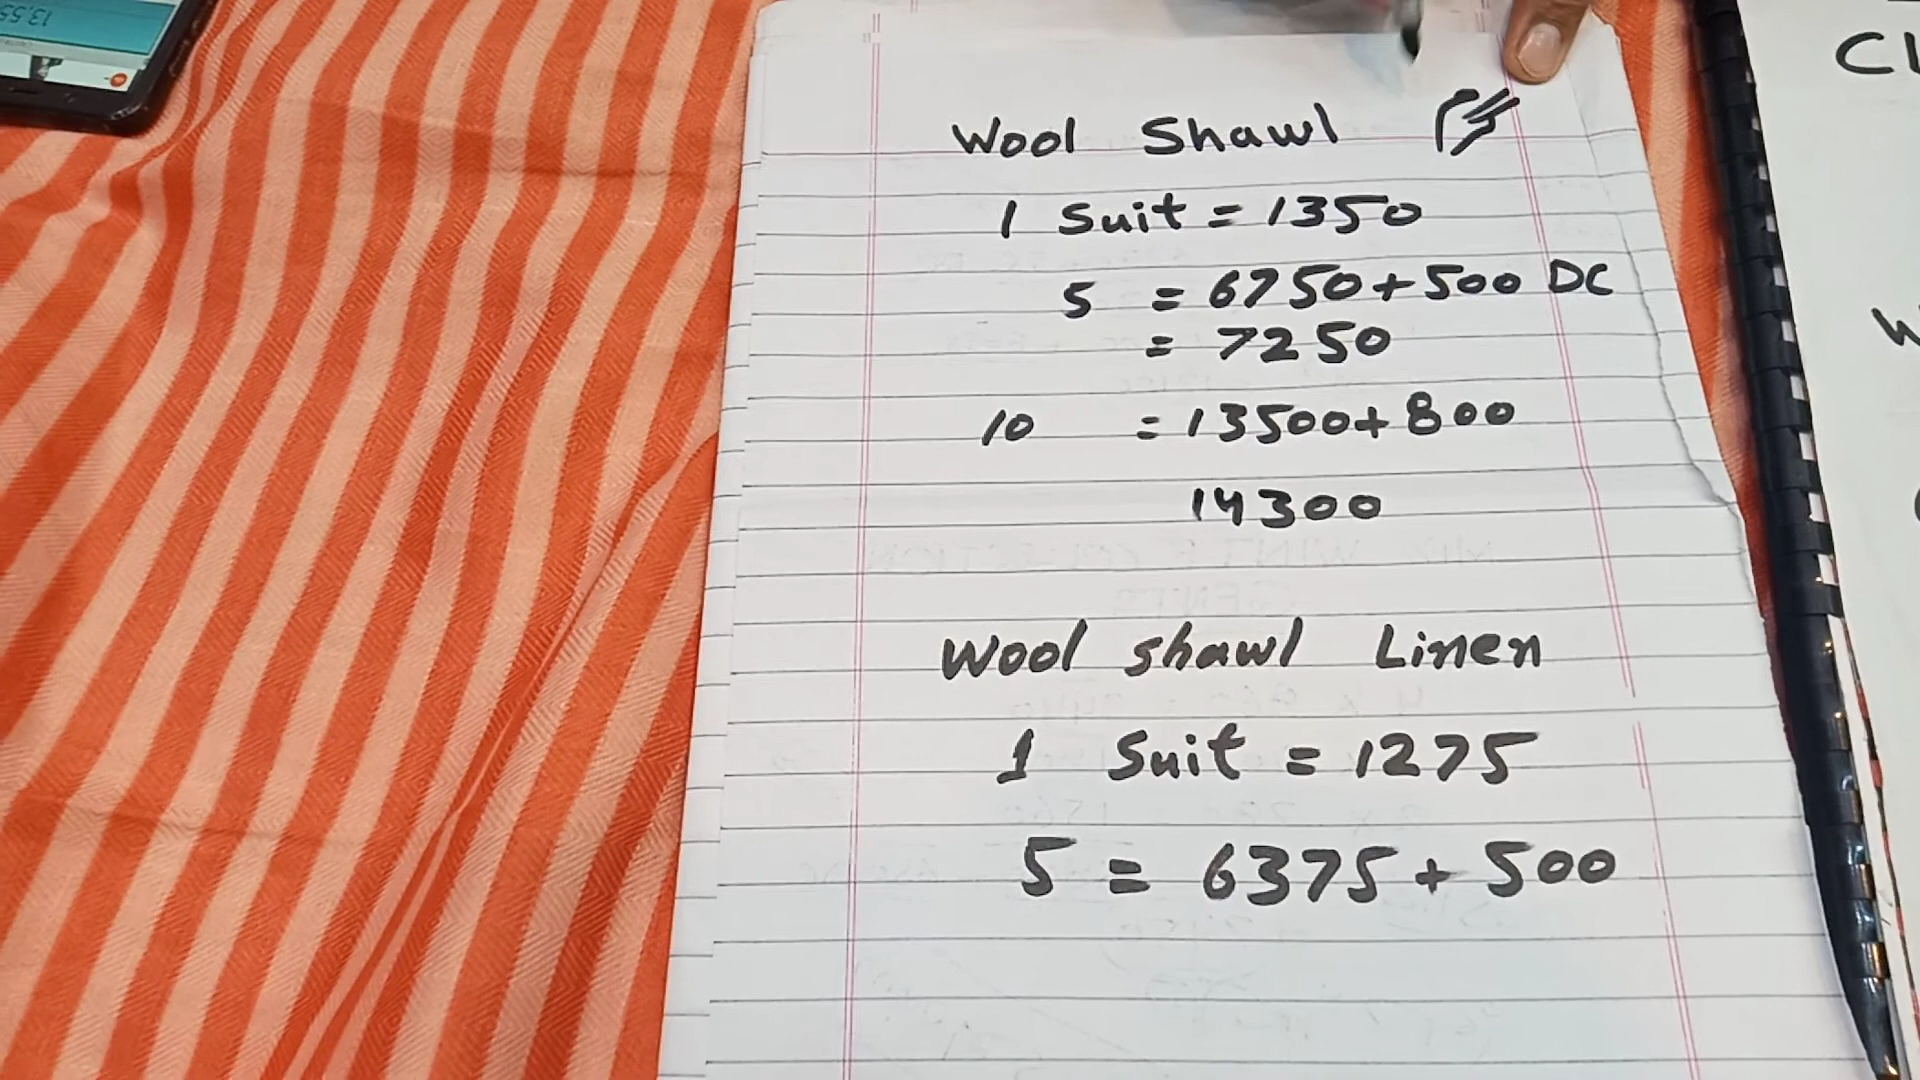 Wool Shawl
1 Suit = 1350
5 = 6750 + 500 DC
= 7250
10 = 13500 + 800
14300
Wool shawl Linen
1 Suit = 1275
5 = 6375 + 500